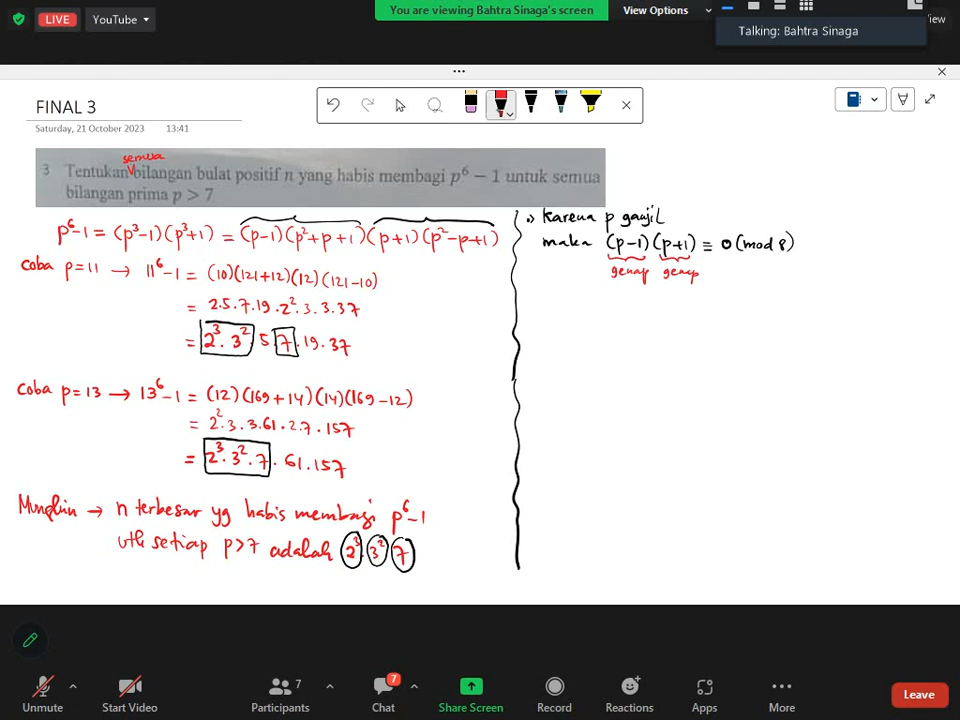 LIVE
YouTube
You are viewing Bahtra Sinaga's screen
View Options
iew
Talking: Bahtra Sinaga
FINAL 3
Saturday, 21 October 2023 13:41
semua
3 Tentukan bilangan bulat positif n yang habis membagi p⁶ − 1 untuk semua
bilangan prima p > 7
p⁶-1 = (p³-1)(p³+1) = (p-1)(p²+p+1)(p+1)(p²-p+1)
Coba p=11 → 11⁶-1 = (10)(121+12)(12)(121-10)
= 2.5.7.19.2².3.3.37
= 2³.3².5.7.19.37
Coba p=13 → 13⁶-1 = (12)(169+14)(14)(169-12)
= 2².3.3.61.2.7.157
= 2³.3².7.61.157
Mungkin → n terbesar yg habis membagi p⁶-1
utk setiap p>7 adalah 2³.3².7
karena p ganjil
maka (p-1)(p+1) ≡ 0 (mod 8)
genap genap
Unmute
Start Video
7
Participants
7
Chat
Share Screen
Record
Reactions
Apps
More
Leave